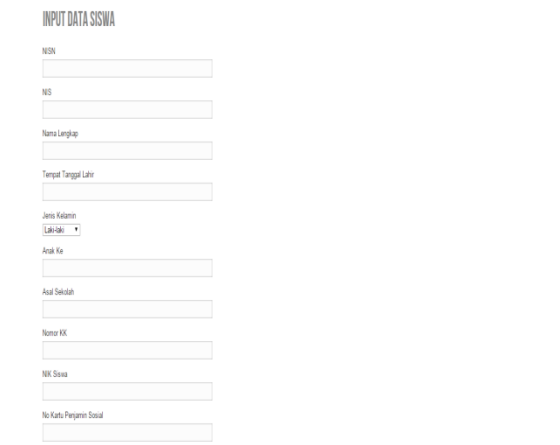 INPUT DATA SISWA
NISN
NIS
Nama Lengkap
Tempat Tanggal Lahir
Jenis Kelamin
Laki-laki
Anak Ke
Asal Sekolah
Nomor KK
NIK Siswa
No Kartu Penjamin Sosial